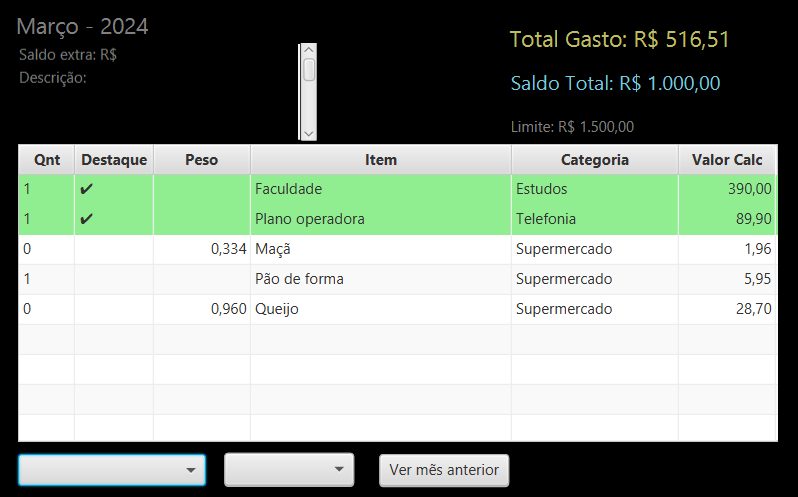 Março - 2024
Saldo extra: R$
Descrição:
Total Gasto: R$ 516,51
Saldo Total: R$ 1.000,00
Limite: R$ 1.500,00
Qnt Destaque Peso Item Categoria Valor Calc
1 ✔ Faculdade Estudos 390,00
1 ✔ Plano operadora Telefonia 89,90
0 0,334 Maçã Supermercado 1,96
1 Pão de forma Supermercado 5,95
0 0,960 Queijo Supermercado 28,70
Ver mês anterior